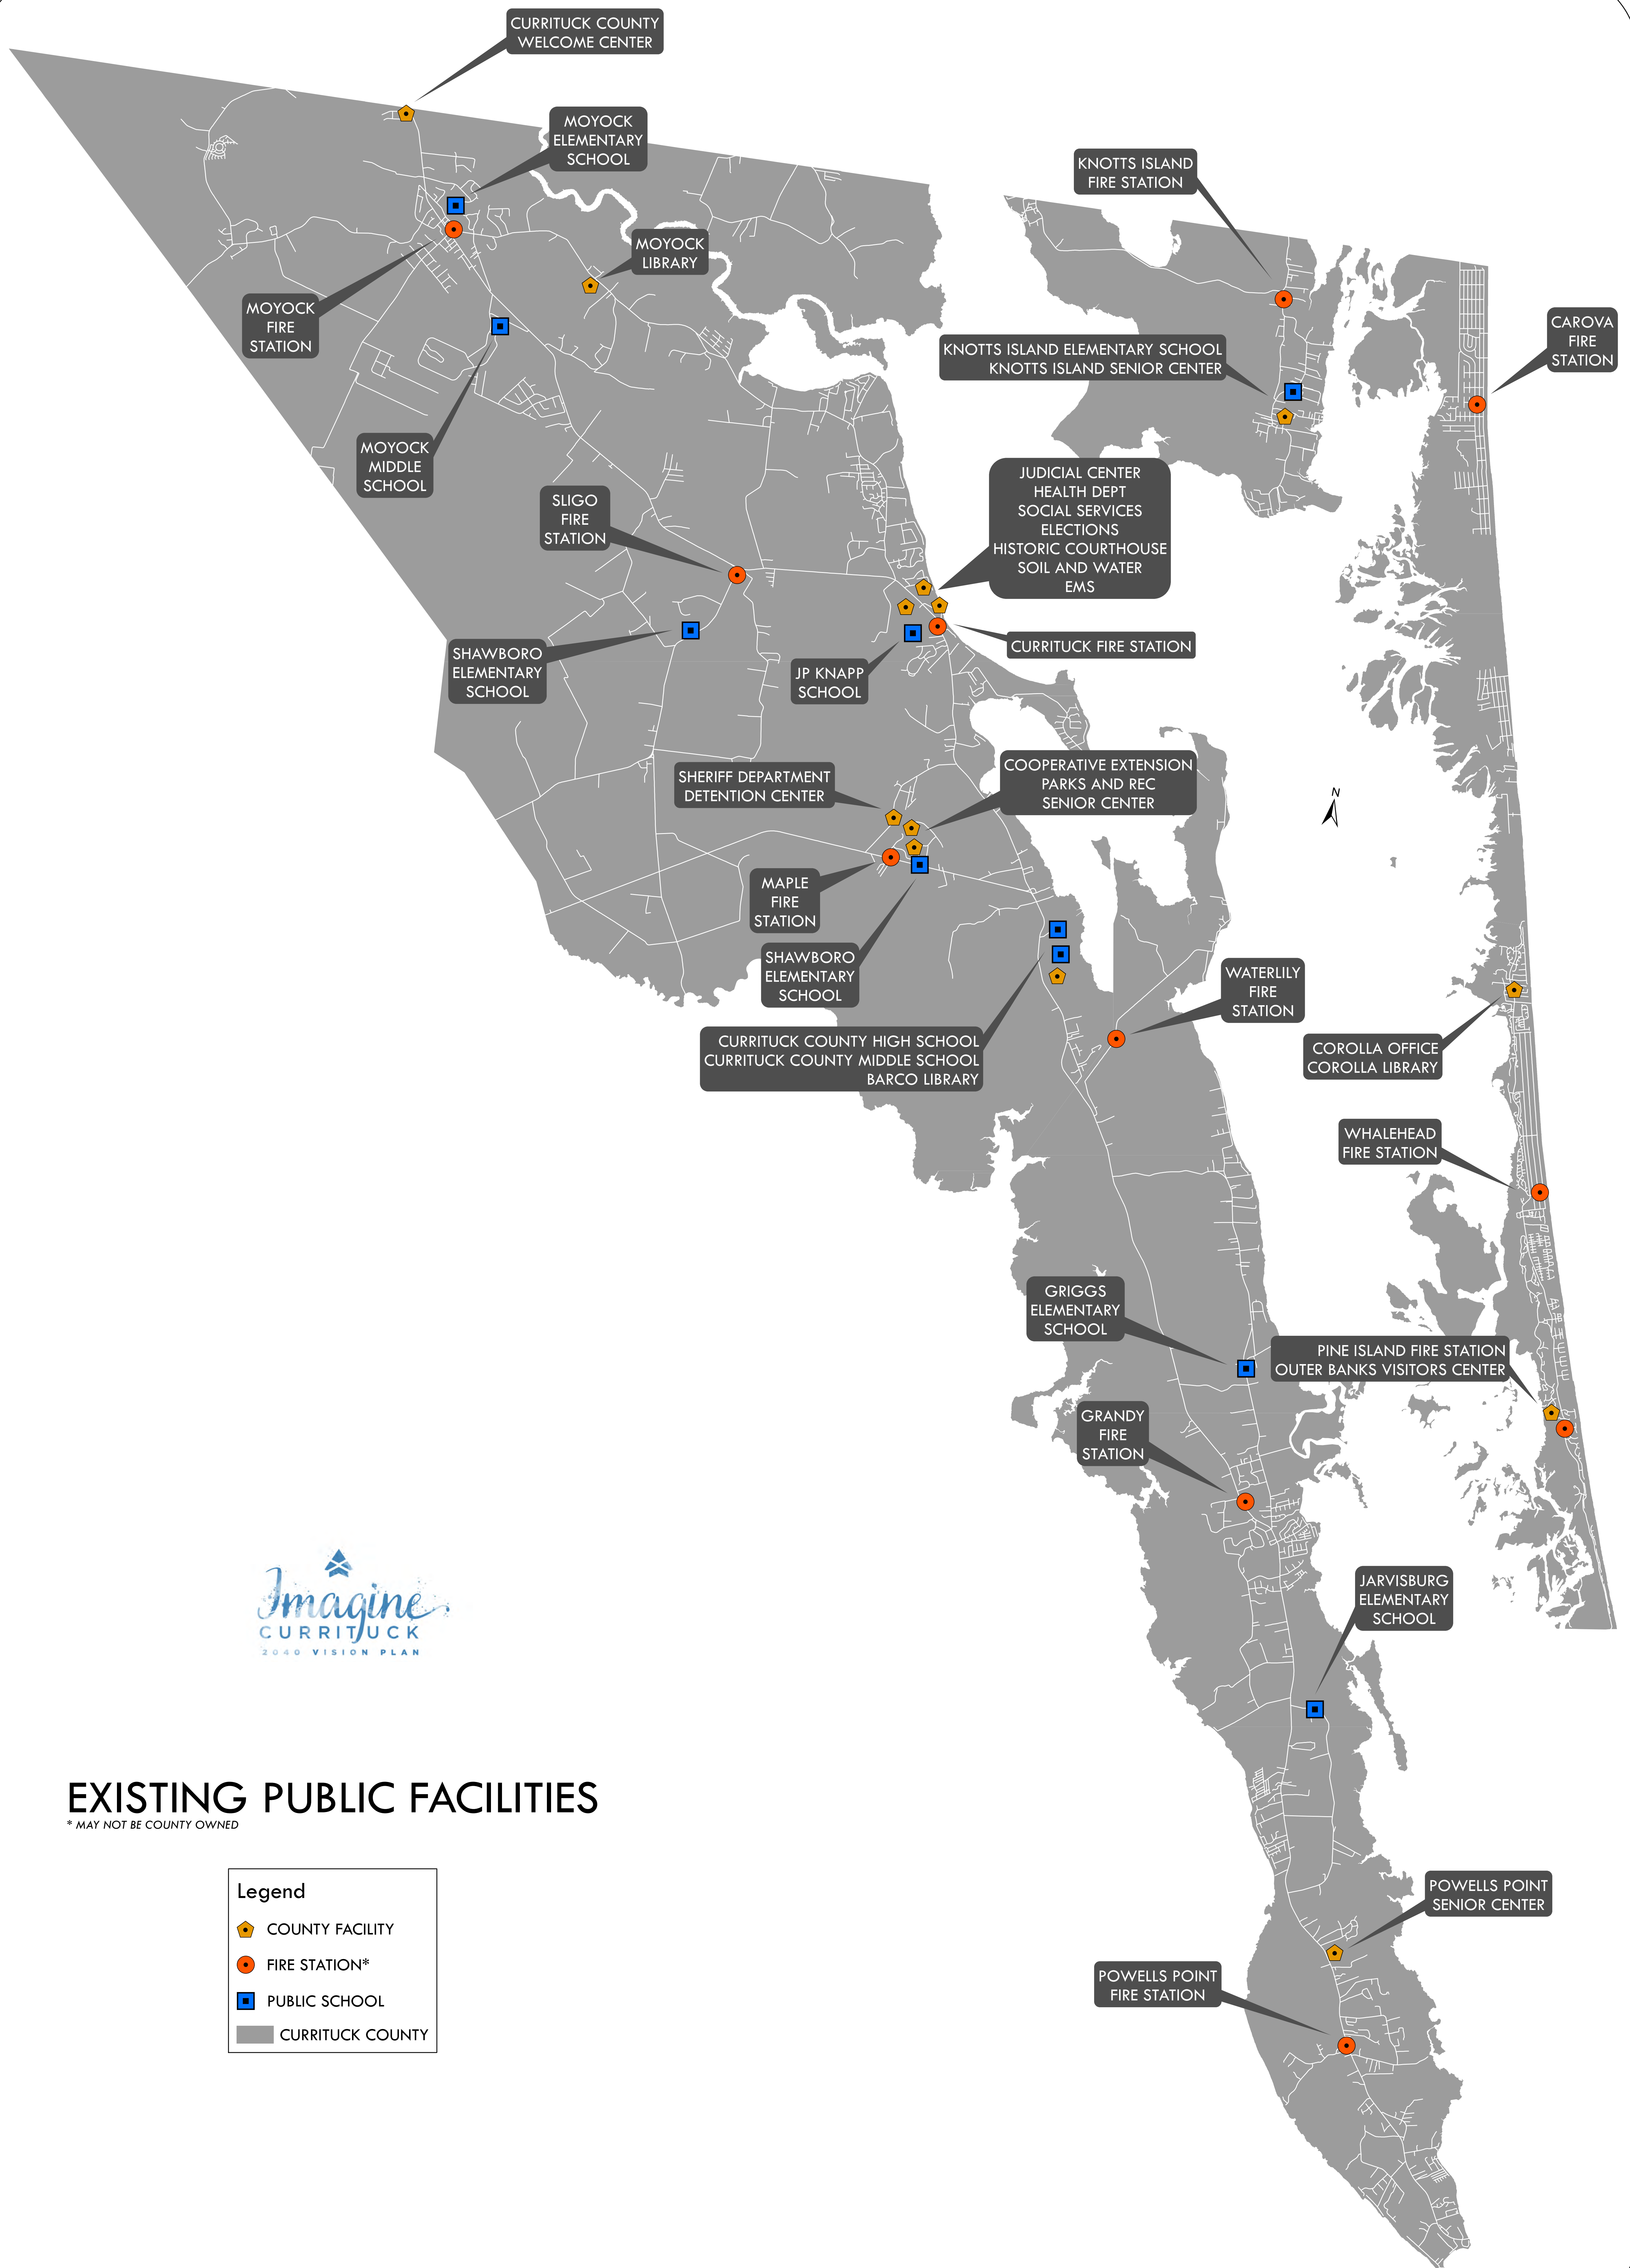 CURRITUCK COUNTY
WELCOME CENTER
MOYOCK
ELEMENTARY
SCHOOL
KNOTTS ISLAND
FIRE STATION
MOYOCK
LIBRARY
MOYOCK
FIRE
STATION
CAROVA
FIRE
STATION
KNOTTS ISLAND ELEMENTARY SCHOOL
KNOTTS ISLAND SENIOR CENTER
MOYOCK
MIDDLE
SCHOOL
JUDICIAL CENTER
HEALTH DEPT
SOCIAL SERVICES
ELECTIONS
HISTORIC COURTHOUSE
SOIL AND WATER
EMS
SLIGO
FIRE
STATION
CURRITUCK FIRE STATION
SHAWBORO
ELEMENTARY
SCHOOL
JP KNAPP
SCHOOL
COOPERATIVE EXTENSION
PARKS AND REC
SENIOR CENTER
SHERIFF DEPARTMENT
DETENTION CENTER
N
MAPLE
FIRE
STATION
SHAWBORO
ELEMENTARY
SCHOOL
WATERLILY
FIRE
STATION
CURRITUCK COUNTY HIGH SCHOOL
CURRITUCK COUNTY MIDDLE SCHOOL
BARCO LIBRARY
COROLLA OFFICE
COROLLA LIBRARY
WHALEHEAD
FIRE STATION
GRIGGS
ELEMENTARY
SCHOOL
PINE ISLAND FIRE STATION
OUTER BANKS VISITORS CENTER
GRANDY
FIRE
STATION
JARVISBURG
ELEMENTARY
SCHOOL
Imagine
CURRITUCK
2040 VISION PLAN
EXISTING PUBLIC FACILITIES
* MAY NOT BE COUNTY OWNED
Legend
COUNTY FACILITY
FIRE STATION*
PUBLIC SCHOOL
CURRITUCK COUNTY
POWELLS POINT
SENIOR CENTER
POWELLS POINT
FIRE STATION